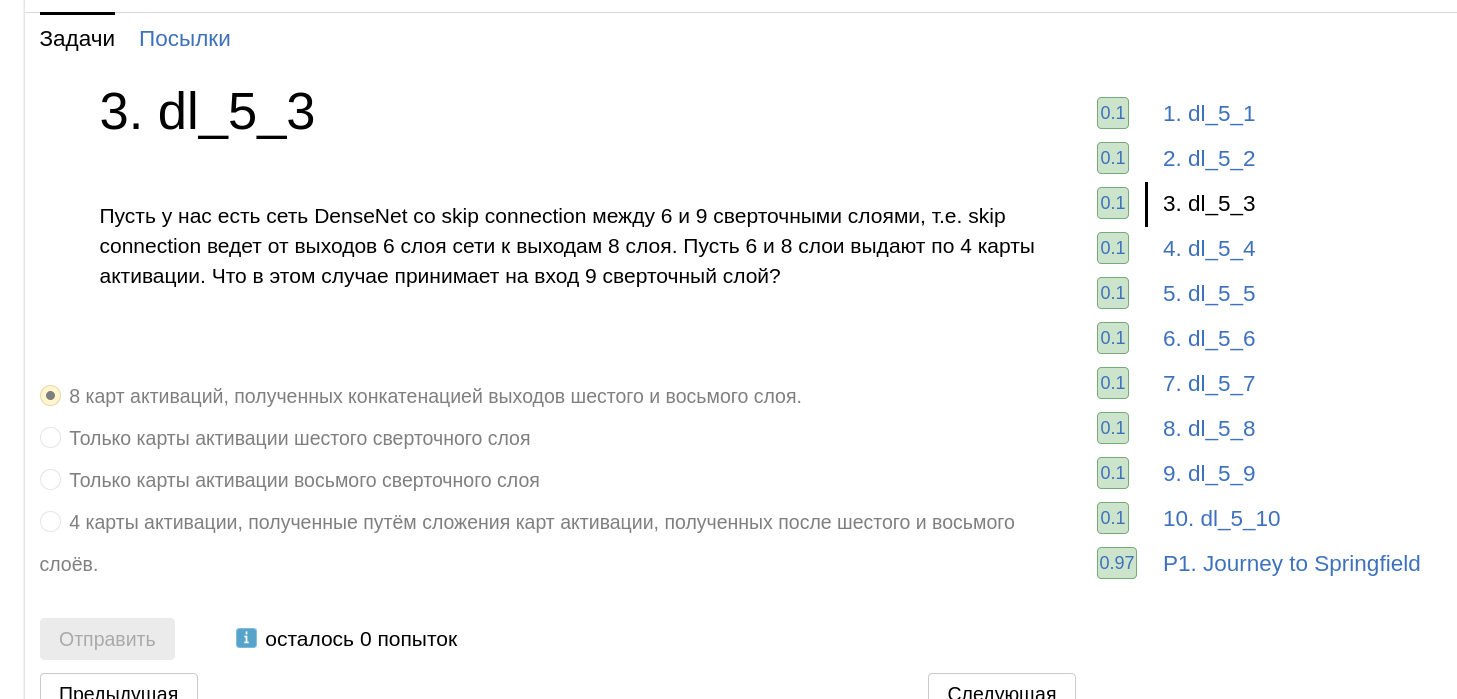 Задачи Посылки
3. dl_5_3
Пусть у нас есть сеть DenseNet со skip connection между 6 и 9 сверточными слоями, т.е. skip
connection ведет от выходов 6 слоя сети к выходам 8 слоя. Пусть 6 и 8 слои выдают по 4 карты
активации. Что в этом случае принимает на вход 9 сверточный слой?
8 карт активаций, полученных конкатенацией выходов шестого и восьмого слоя.
Только карты активации шестого сверточного слоя
Только карты активации восьмого сверточного слоя
4 карты активации, полученные путём сложения карт активации, полученных после шестого и восьмого
слоёв.
Отправить
i осталось 0 попыток
Предыдущая
Следующая
0.1 1. dl_5_1
0.1 2. dl_5_2
0.1 3. dl_5_3
0.1 4. dl_5_4
0.1 5. dl_5_5
0.1 6. dl_5_6
0.1 7. dl_5_7
0.1 8. dl_5_8
0.1 9. dl_5_9
0.1 10. dl_5_10
0.97 P1. Journey to Springfield